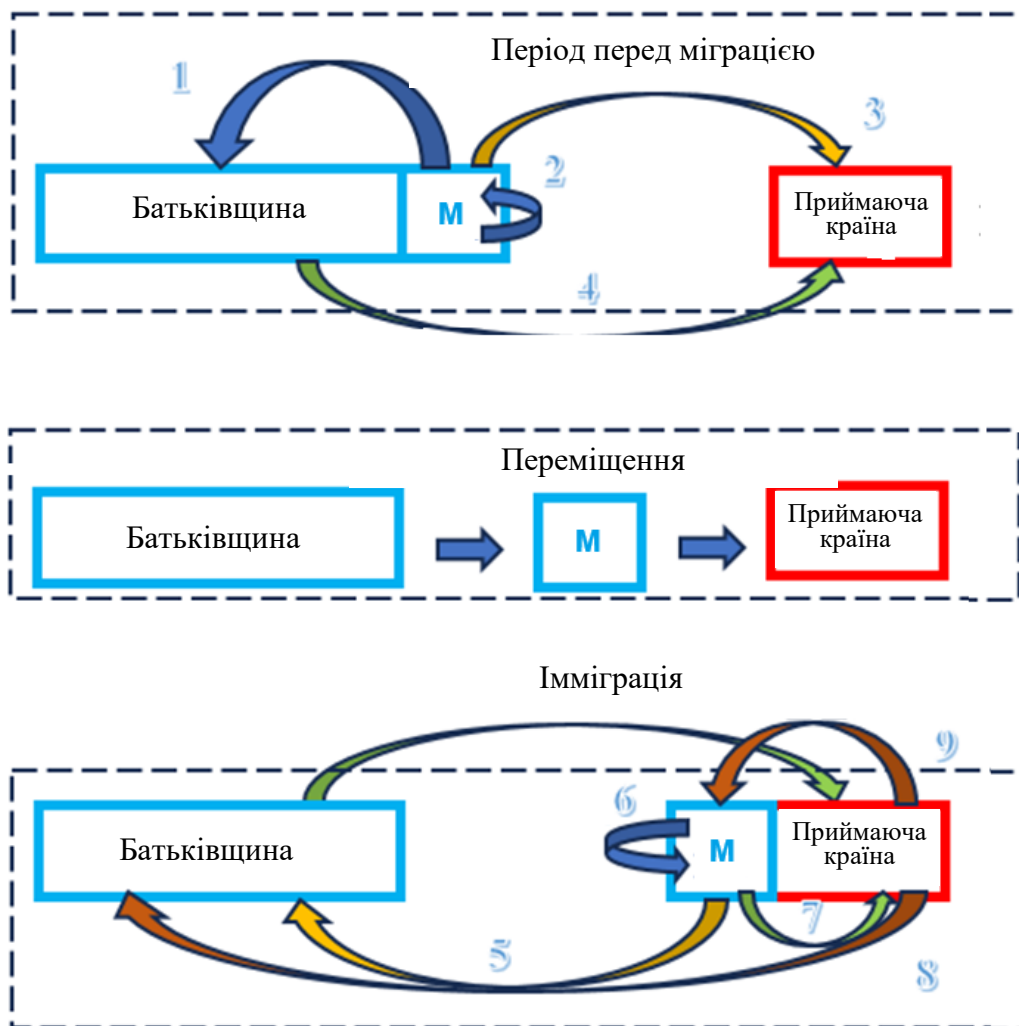 Період перед міграцією
1
3
2
Батьківщина
М
Приймаюча
країна
4
Переміщення
Батьківщина
М
Приймаюча
країна
Імміграція
9
6
Батьківщина
М
Приймаюча
країна
7
5
8